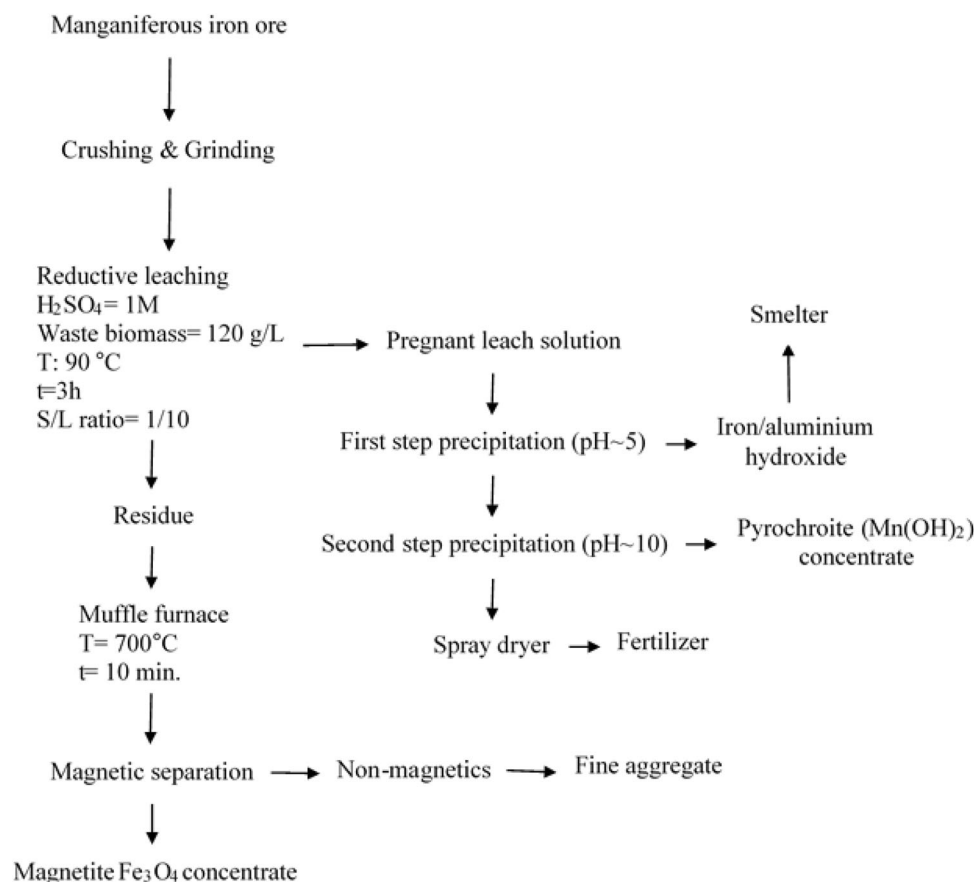 Manganiferous iron ore
Crushing & Grinding
Reductive leaching
H₂SO₄= 1M
Waste biomass= 120 g/L
T: 90 °C
t=3h
S/L ratio= 1/10
Pregnant leach solution
Smelter
First step precipitation (pH~5)
Iron/aluminium
hydroxide
Residue
Second step precipitation (pH~10)
Pyrochroite (Mn(OH)₂)
concentrate
Muffle furnace
T= 700°C
t= 10 min.
Spray dryer
Fertilizer
Magnetic separation
Non-magnetics
Fine aggregate
Magnetite Fe₃O₄ concentrate